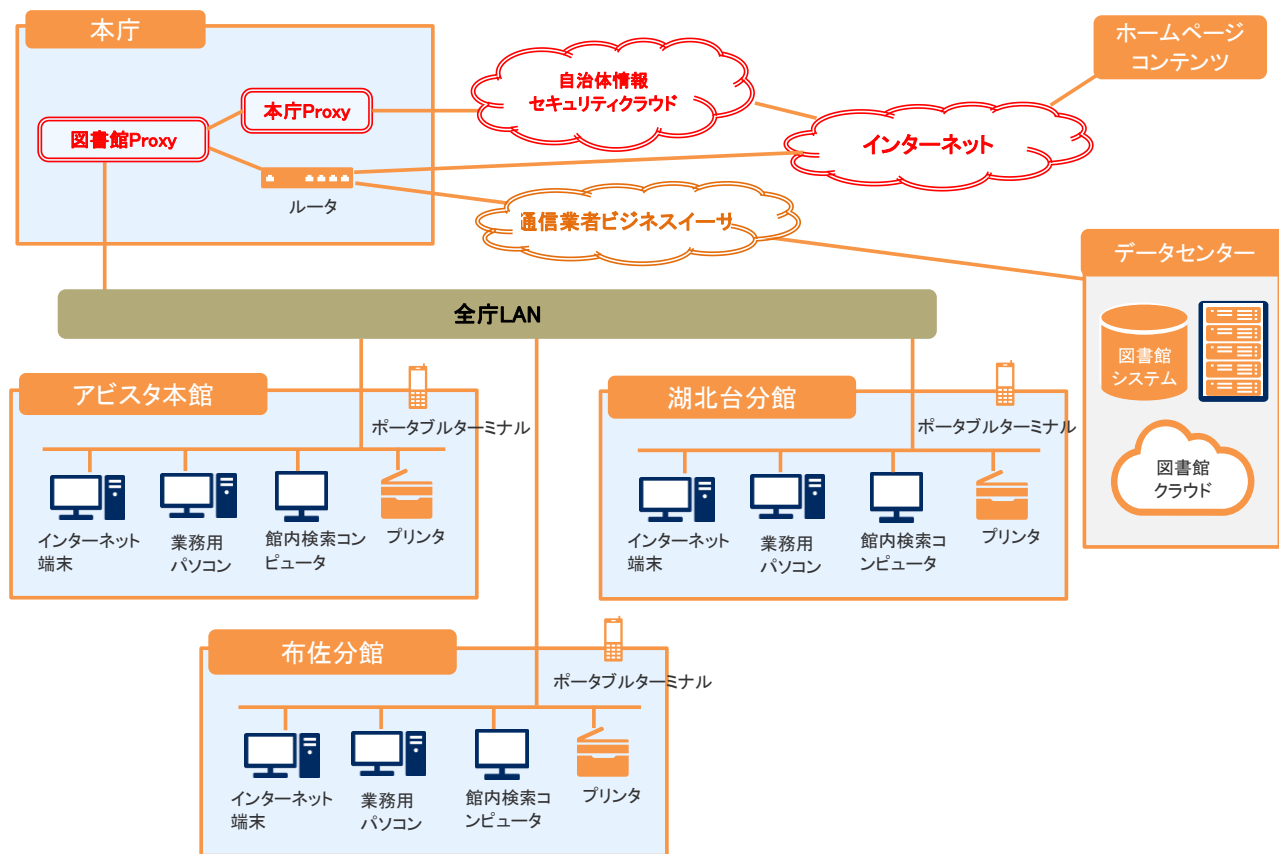 本庁
ホームページ
コンテンツ
自治体情報
セキュリティクラウド
本庁Proxy
図書館Proxy
インターネット
ルータ
通信業者ビジネスイーサ
データセンター
全庁LAN
図書館
システム
図書館
クラウド
アビスタ本館
ポータブルターミナル
インターネット
端末
業務用
パソコン
館内検索コン
ピュータ
プリンタ
湖北台分館
ポータブルターミナル
インターネット
端末
業務用
パソコン
館内検索コ
ンピュータ
プリンタ
布佐分館
ポータブルターミナル
インターネット
端末
業務用
パソコン
館内検索コ
ンピュータ
プリンタ